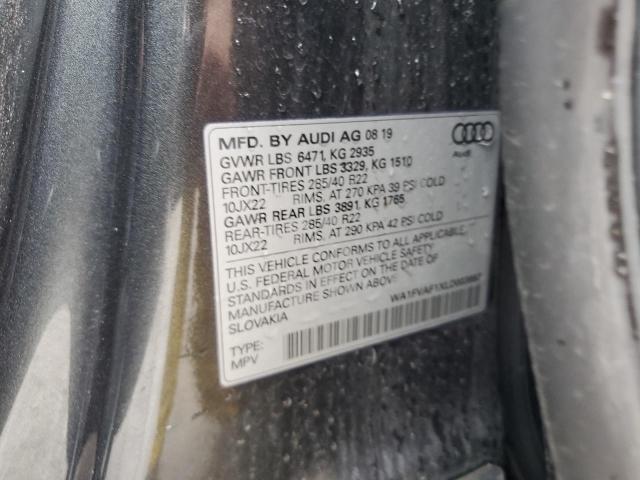 MFD. BY AUDI AG 08 19
GVWR LBS 6471, KG 2935
GAWR FRONT LBS 3329, KG 1510
FRONT-TIRES 285/40 R22
10JX22 RIMS, AT 270 KPA 39 PSI COLD
GAWR REAR LBS 3891, KG 1765
REAR-TIRES 285/40 R22
10JX22 RIMS, AT 290 KPA 42 PSI COLD
THIS VEHICLE CONFORMS TO ALL APPLICABLE
U.S. FEDERAL MOTOR VEHICLE SAFETY
STANDARDS IN EFFECT ON THE DATE OF
MANUFACTURE SHOWN ABOVE.
SLOVAKIA
TYPE:
MPV
Audi